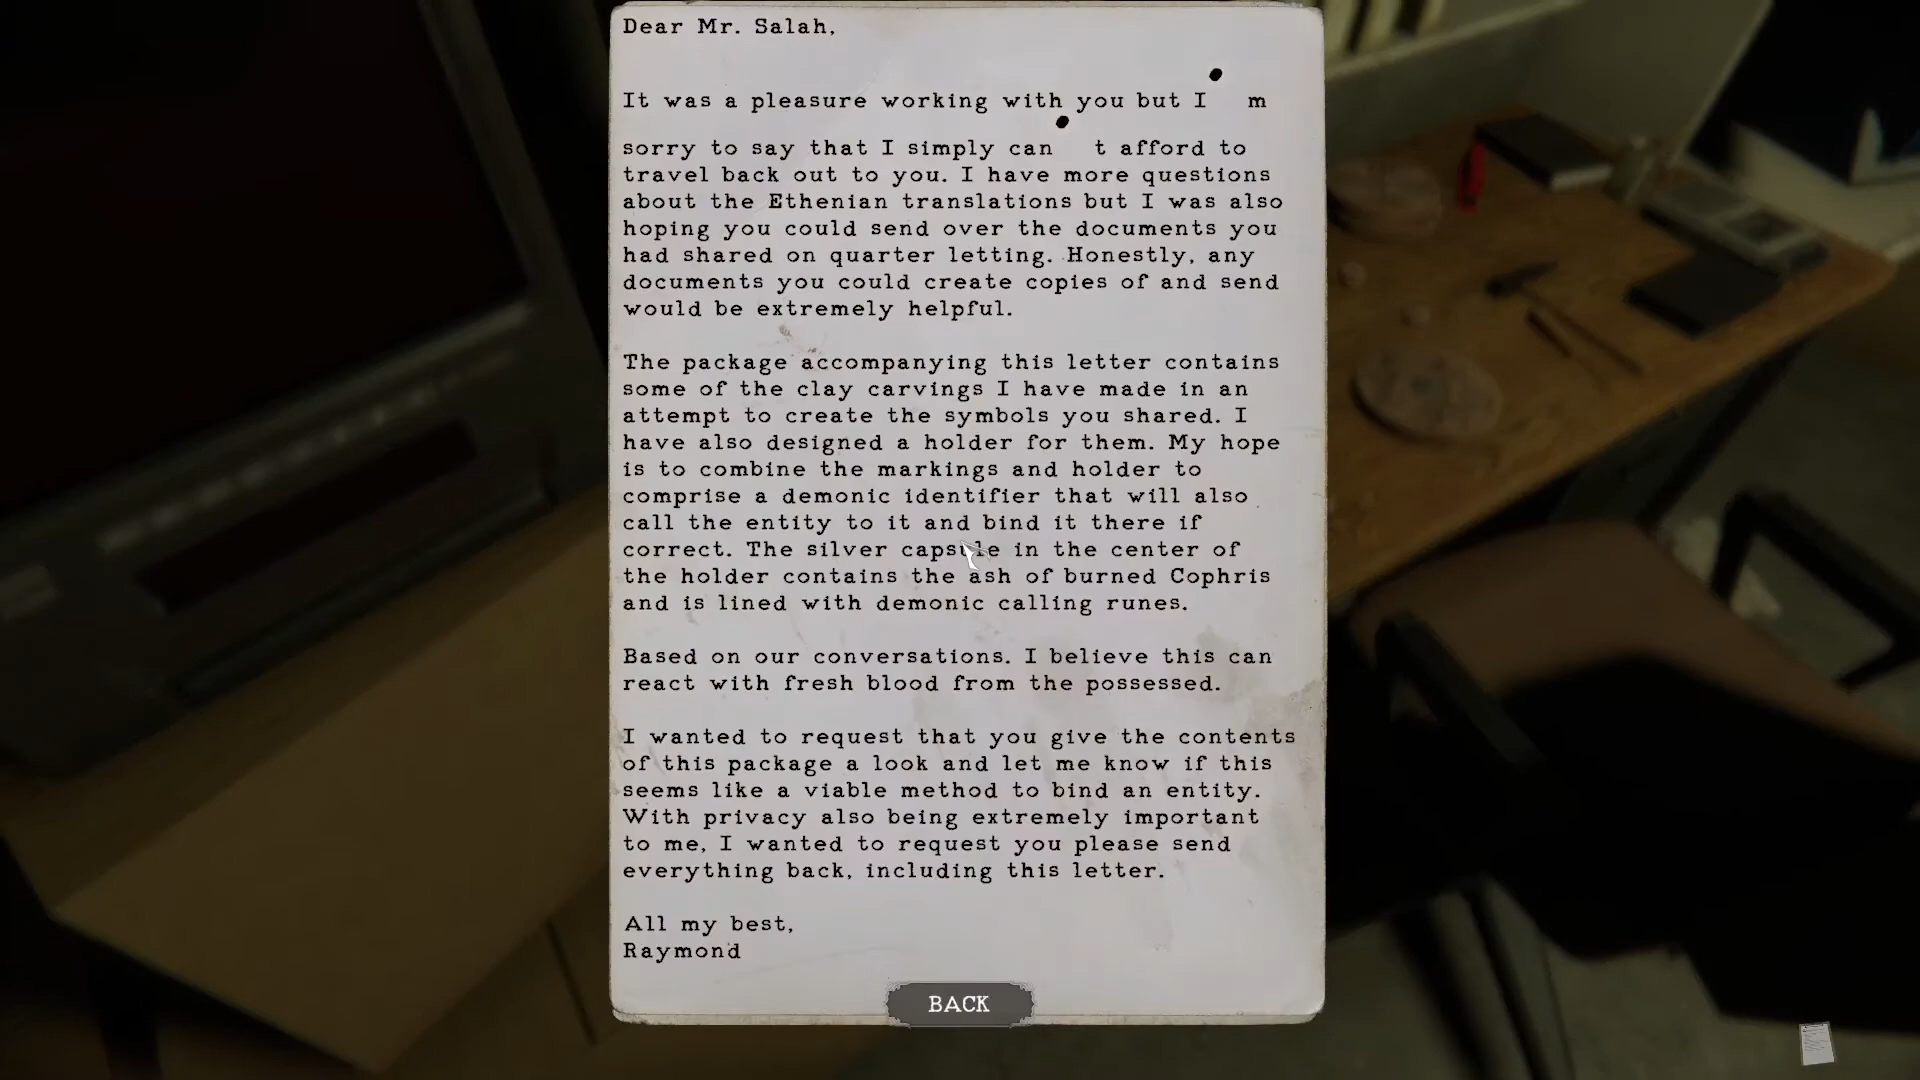 Dear Mr. Salah,
It was a pleasure working with you but I m
sorry to say that I simply can t afford to
travel back out to you. I have more questions
about the Ethenian translations but I was also
hoping you could send over the documents you
had shared on quarter letting. Honestly, any
documents you could create copies of and send
would be extremely helpful.
The package accompanying this letter contains
some of the clay carvings I have made in an
attempt to create the symbols you shared. I
have also designed a holder for them. My hope
is to combine the markings and holder to
comprise a demonic identifier that will also
call the entity to it and bind it there if
correct. The silver capsule in the center of
the holder contains the ash of burned Cophris
and is lined with demonic calling runes.
Based on our conversations. I believe this can
react with fresh blood from the possessed.
I wanted to request that you give the contents
of this package a look and let me know if this
seems like a viable method to bind an entity.
With privacy also being extremely important
to me, I wanted to request you please send
everything back, including this letter.
All my best,
Raymond
BACK